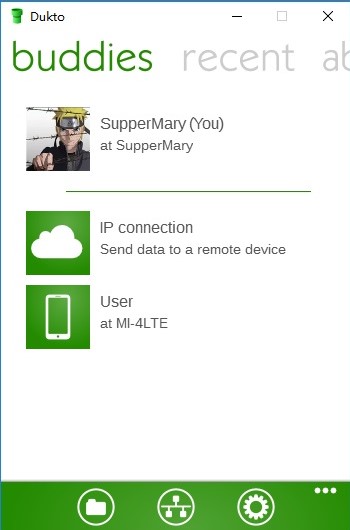 Dukto
buddies recent ab
SupperMary (You)
at SupperMary
IP connection
Send data to a remote device
User
at MI-4LTE